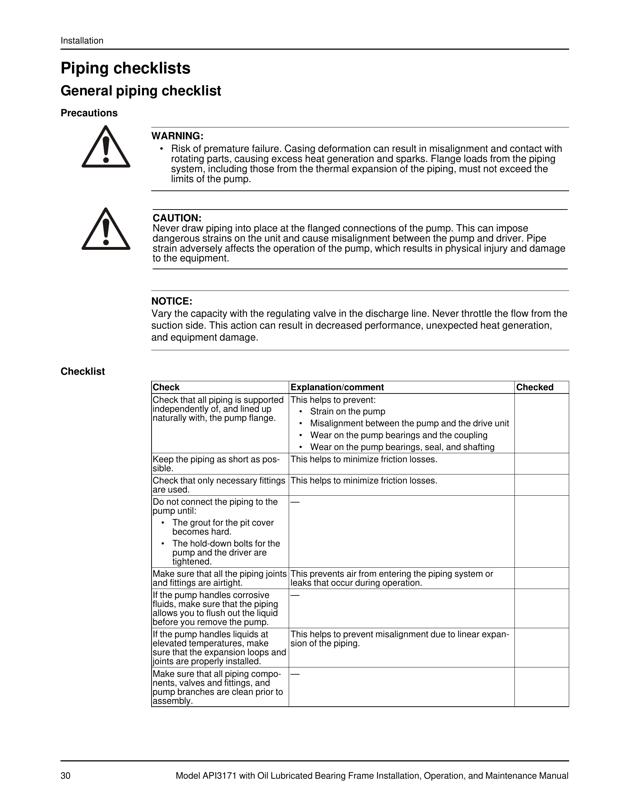 Installation
Piping checklists
General piping checklist
Precautions
WARNING:
• Risk of premature failure. Casing deformation can result in misalignment and contact with
rotating parts, causing excess heat generation and sparks. Flange loads from the piping
system, including those from the thermal expansion of the piping, must not exceed the
limits of the pump.
CAUTION:
Never draw piping into place at the flanged connections of the pump. This can impose
dangerous strains on the unit and cause misalignment between the pump and driver. Pipe
strain adversely affects the operation of the pump, which results in physical injury and damage
to the equipment.
NOTICE:
Vary the capacity with the regulating valve in the discharge line. Never throttle the flow from the
suction side. This action can result in decreased performance, unexpected heat generation,
and equipment damage.
Checklist
Check Explanation/comment Checked
Check that all piping is supported
independently of, and lined up
naturally with, the pump flange.
This helps to prevent:
• Strain on the pump
• Misalignment between the pump and the drive unit
• Wear on the pump bearings and the coupling
• Wear on the pump bearings, seal, and shafting
Keep the piping as short as pos-
sible.
This helps to minimize friction losses.
Check that only necessary fittings
are used.
This helps to minimize friction losses.
Do not connect the piping to the
pump until:
• The grout for the pit cover
becomes hard.
• The hold-down bolts for the
pump and the driver are
tightened.
—
Make sure that all the piping joints
and fittings are airtight.
This prevents air from entering the piping system or
leaks that occur during operation.
If the pump handles corrosive
fluids, make sure that the piping
allows you to flush out the liquid
before you remove the pump.
—
If the pump handles liquids at
elevated temperatures, make
sure that the expansion loops and
joints are properly installed.
This helps to prevent misalignment due to linear expan-
sion of the piping.
Make sure that all piping compo-
nents, valves and fittings, and
pump branches are clean prior to
assembly.
—
30 Model API3171 with Oil Lubricated Bearing Frame Installation, Operation, and Maintenance Manual